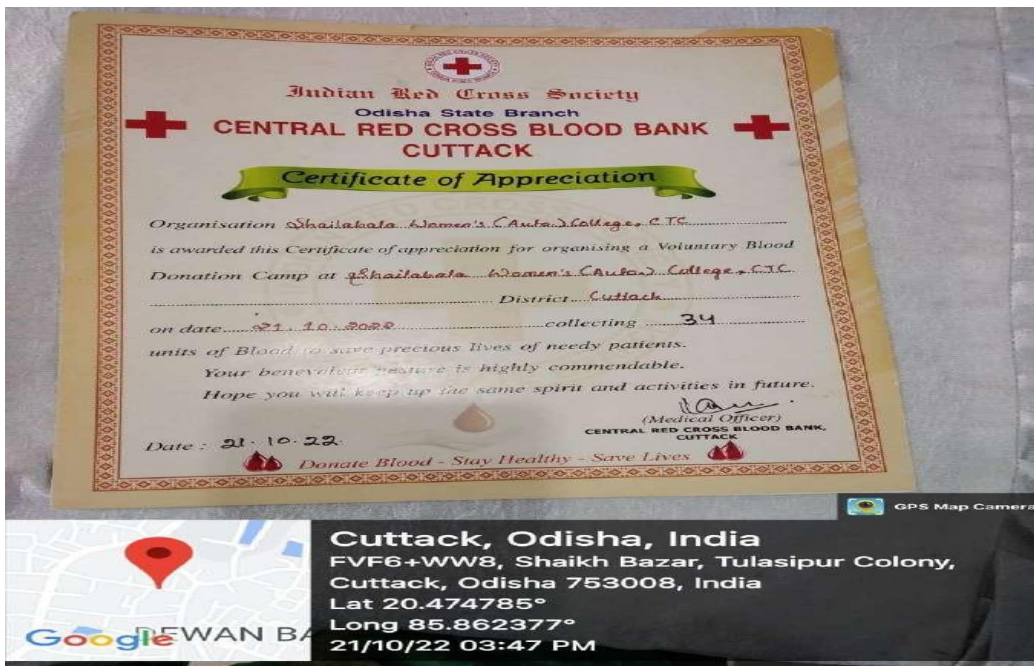 Indian Red Cross Society
Odisha State Branch
CENTRAL RED CROSS BLOOD BANK
CUTTACK
Certificate of Appreciation
Organisation Shailabala Women's (Auto.) College, CTC
is awarded this Certificate of appreciation for organising a Voluntary Blood
Donation Camp at Shailabala Women's (Auto.) College, CTC
District Cuttack
on date 21.10.2022 collecting 34
units of Blood to save precious lives of needy patients.
Your benevolent gesture is highly commendable.
Hope you will keep up the same spirit and activities in future.
(Medical Officer)
CENTRAL RED CROSS BLOOD BANK,
CUTTACK
Date : 21.10.22
Donate Blood - Stay Healthy - Save Lives
GPS Map Camera
Cuttack, Odisha, India
FVF6+WW8, Shaikh Bazar, Tulasipur Colony,
Cuttack, Odisha 753008, India
Lat 20.474785°
Long 85.862377°
21/10/22 03:47 PM
Google
EWAN BA